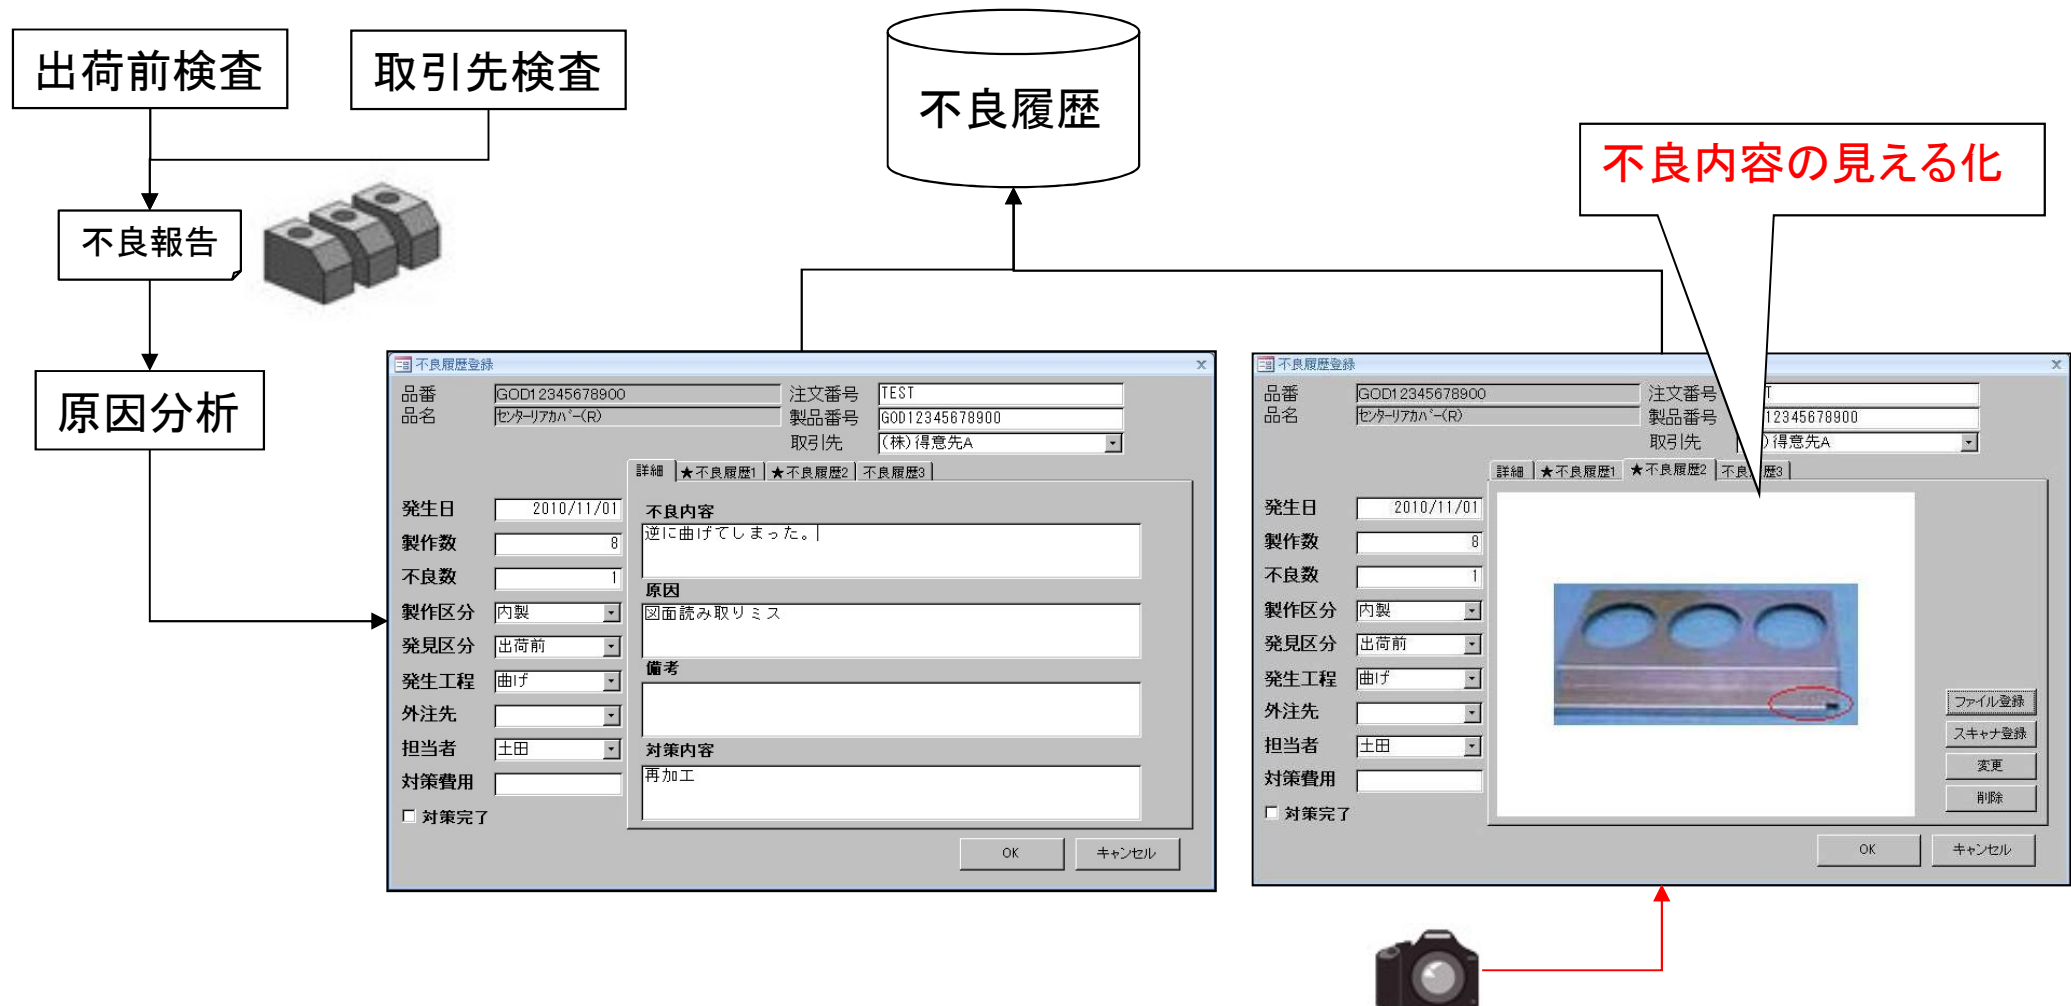 出荷前検査
取引先検査
不良履歴
不良内容の見える化
不良報告
原因分析
不良履歴登録
品番 GOD12345678900 注文番号 TEST
品名 センターリアカバー(R) 製品番号 GOD12345678900
取引先 (株)得意先A
詳細 ★不良履歴1 ★不良履歴2 不良履歴3
発生日 2010/11/01
製作数 8
不良数 1
製作区分 内製
発見区分 出荷前
発生工程 曲げ
外注先
担当者 土田
対策費用
対策完了
不良内容
逆に曲げてしまった。
原因
図面読み取りミス
備考
対策内容
再加工
OK キャンセル
不良履歴登録
品番 GOD12345678900 注文番号 T
品名 センターリアカバー(R) 製品番号 12345678900
取引先 )得意先A
詳細 ★不良履歴1 ★不良履歴2 不良履歴3
発生日 2010/11/01
製作数 8
不良数 1
製作区分 内製
発見区分 出荷前
発生工程 曲げ
外注先
担当者 土田
対策費用
対策完了
ファイル登録
スキャナ登録
変更
削除
OK キャンセル